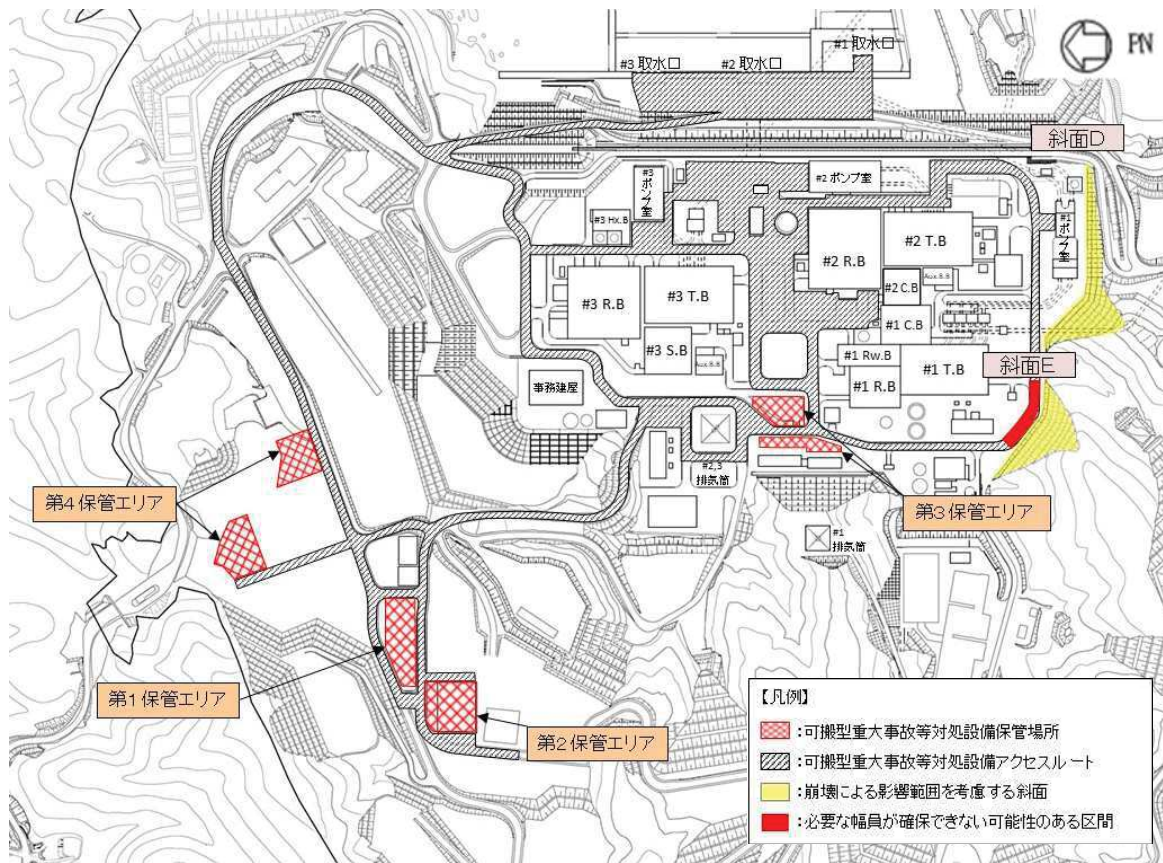 #1 取水口
#3 取水口
#2 取水口
PN
斜面D
#3 ポンプ室
#2 ポンプ室
#1 ポンプ室
#3 Hx.B
#2 R.B
#2 T.B
Aux.B.B
#2 C.B
#3 R.B
#3 T.B
#1 C.B
#3 S.B
Aux.B.B
#1 Rw.B
#1 R.B
#1 T.B
斜面E
事務建屋
#2,3
排気筒
第3保管エリア
第4保管エリア
#1
排気筒
第1保管エリア
第2保管エリア
【凡例】
:可搬型重大事故等対処設備保管場所
:可搬型重大事故等対処設備アクセスルート
:崩壊による影響範囲を考慮する斜面
:必要な幅員が確保できない可能性のある区間